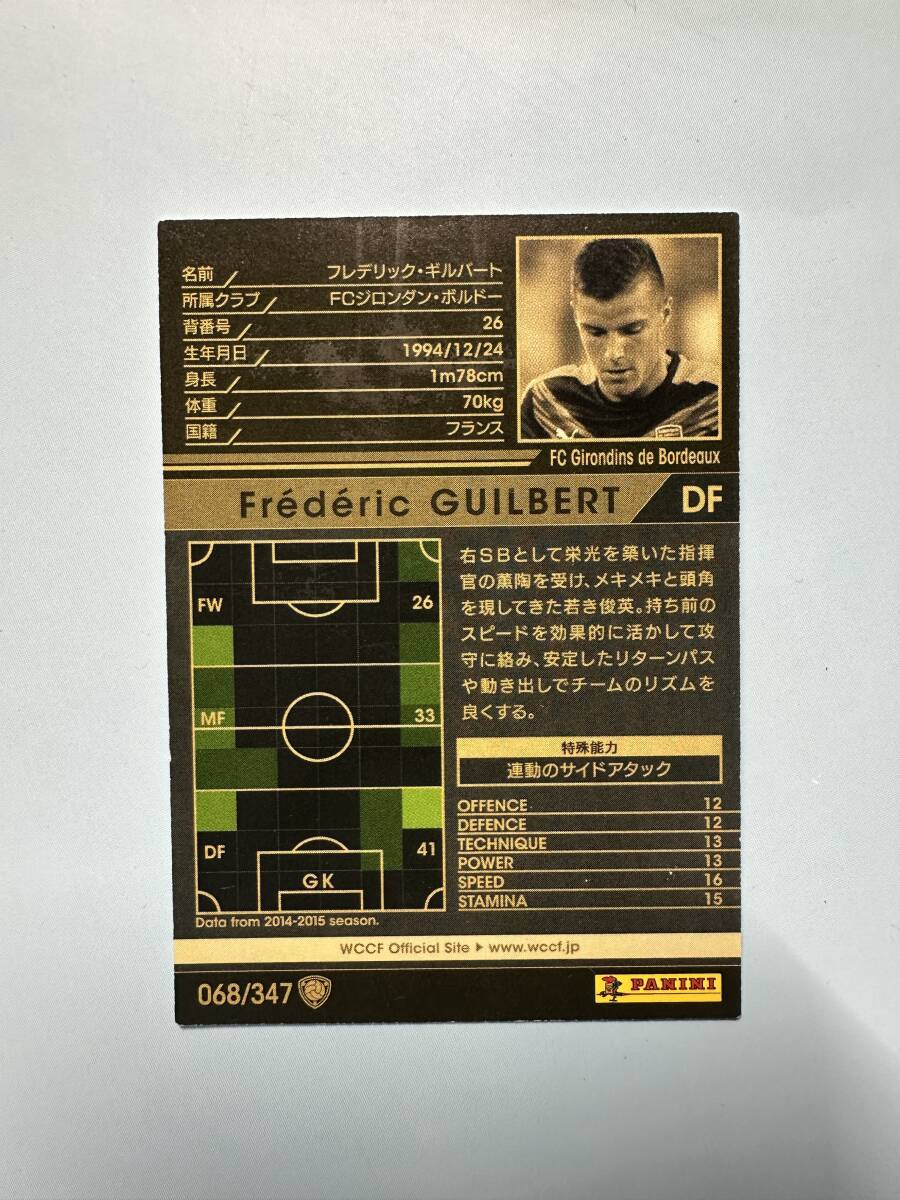 名前 フレデリック・ギルバート
所属クラブ FCジロンダン・ボルドー
背番号 26
生年月日 1994/12/24
身長 1m78cm
体重 70kg
国籍 フランス
FC Girondins de Bordeaux
Frédéric GUILBERT DF
FW 26
MF 33
DF 41
GK
Data from 2014-2015 season.
右SBとして栄光を築いた指揮
官の薫陶を受け、メキメキと頭角
を現してきた若き俊英。持ち前の
スピードを効果的に活かして攻
守に絡み、安定したリターンパス
や動き出しでチームのリズムを
良くする。
特殊能力
連動のサイドアタック
OFFENCE 12
DEFENCE 12
TECHNIQUE 13
POWER 13
SPEED 16
STAMINA 15
WCCF Official Site ▶ www.wccf.jp
068/347
PANINI